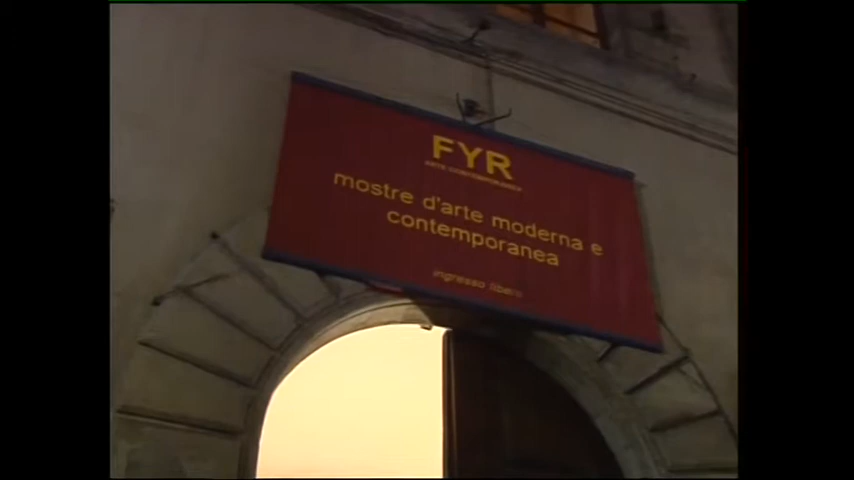 FYR
ARTE CONTEMPORANEA
mostre d'arte moderna e
contemporanea
ingresso libero